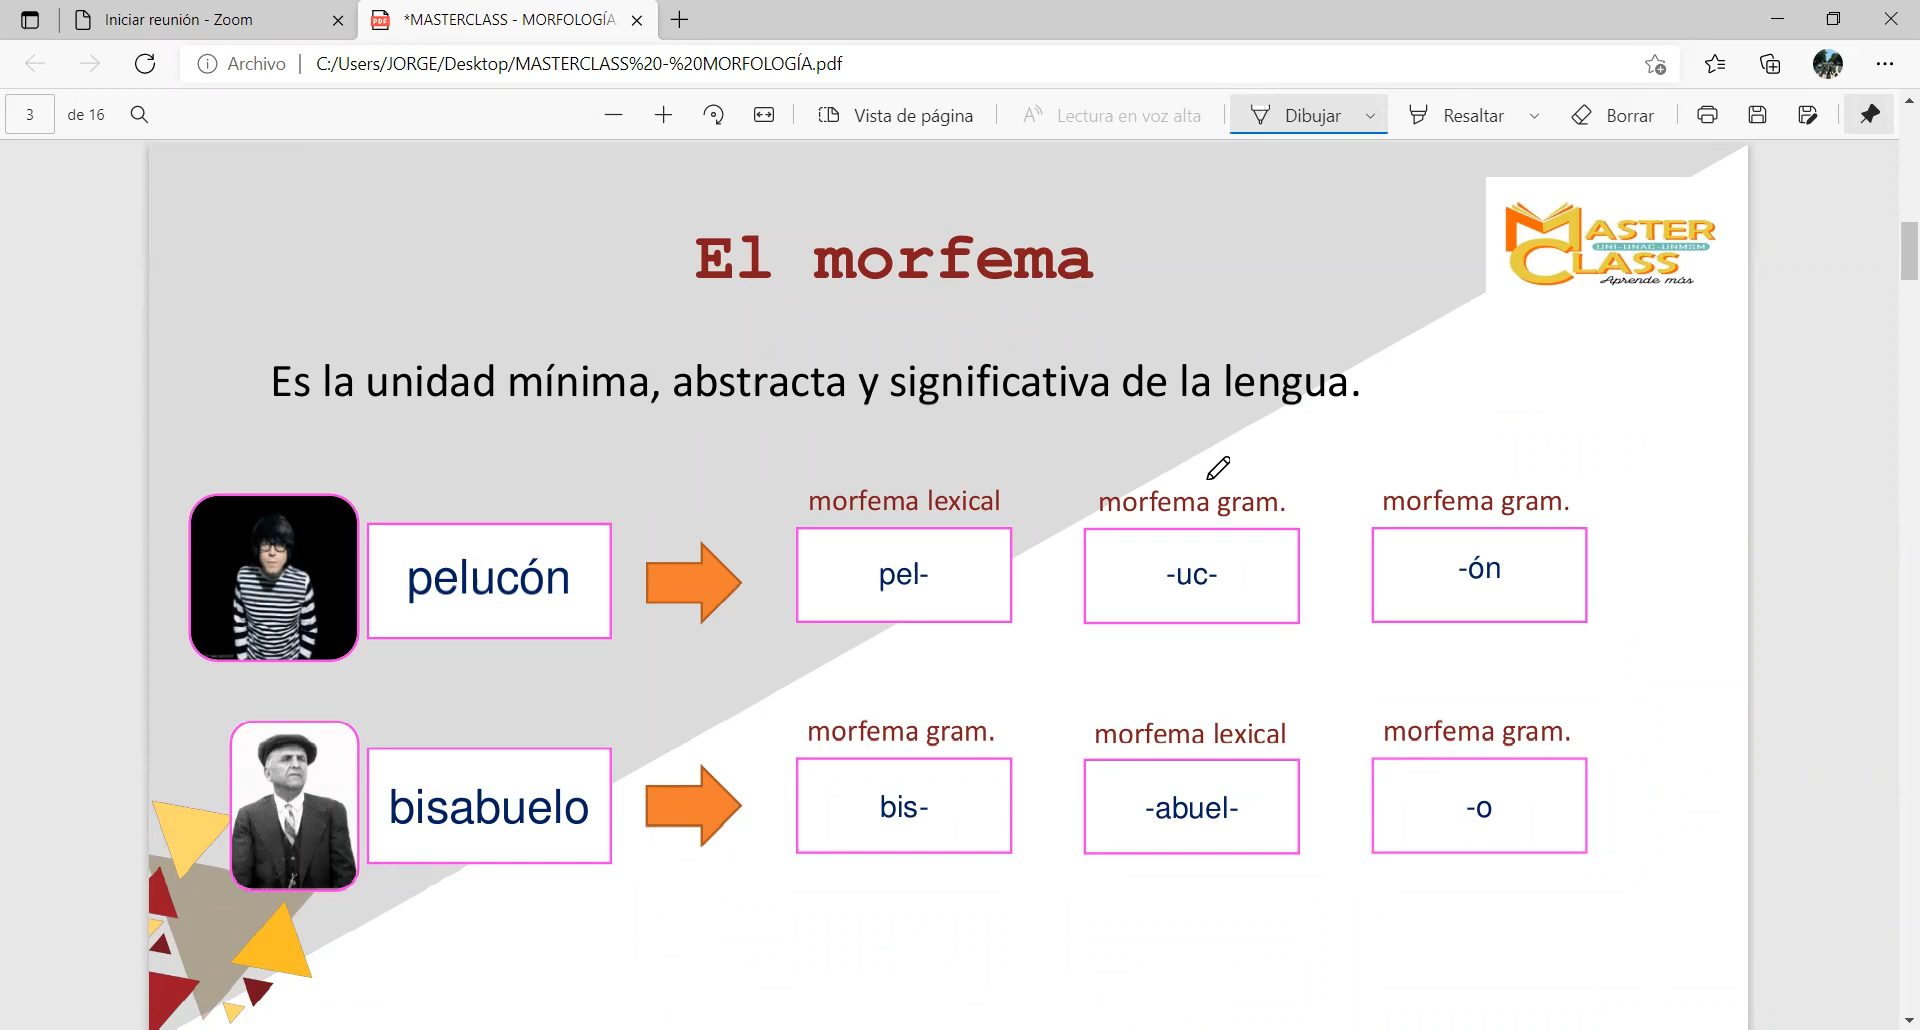 Iniciar reunión - Zoom
*MASTERCLASS - MORFOLOGÍA.
Archivo | C:/Users/JORGE/Desktop/MASTERCLASS%20-%20MORFOLOGÍA.pdf
3 de 16
Vista de página
Lectura en voz alta
Dibujar
Resaltar
Borrar
MASTER
UNI-UNAC-UNMSM
CLASS
Aprende más
El morfema
Es la unidad mínima, abstracta y significativa de la lengua.
morfema lexical morfema gram. morfema gram.
pelucón pel- -uc- -ón
morfema gram. morfema lexical morfema gram.
bisabuelo bis- -abuel- -o